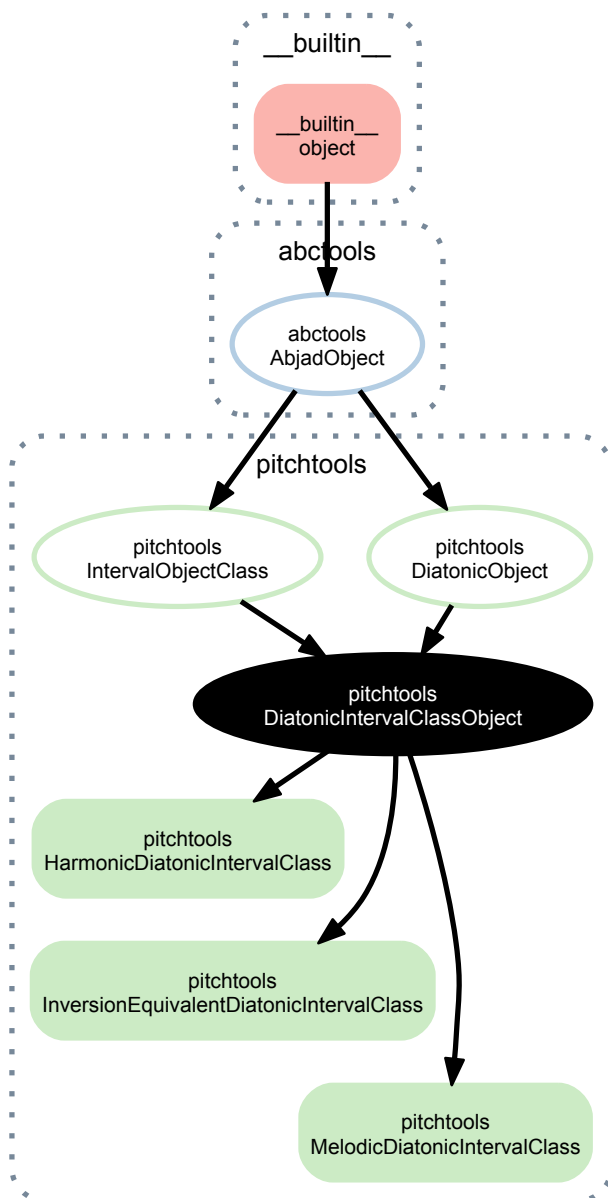 __builtin__
__builtin__
object
abctools
abctools
AbjadObject
pitchtools
pitchtools
IntervalObjectClass
pitchtools
DiatonicObject
pitchtools
DiatonicIntervalClassObject
pitchtools
HarmonicDiatonicIntervalClass
pitchtools
InversionEquivalentDiatonicIntervalClass
pitchtools
MelodicDiatonicIntervalClass